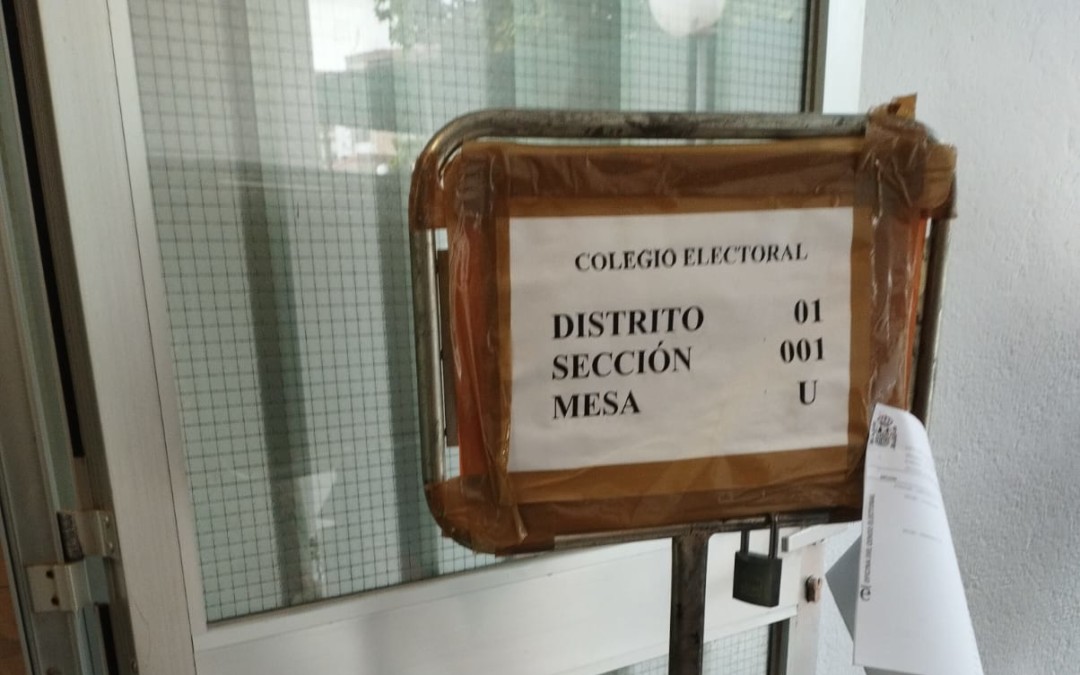 COLEGIO ELECTORAL
DISTRITO 01
SECCIÓN 001
MESA U